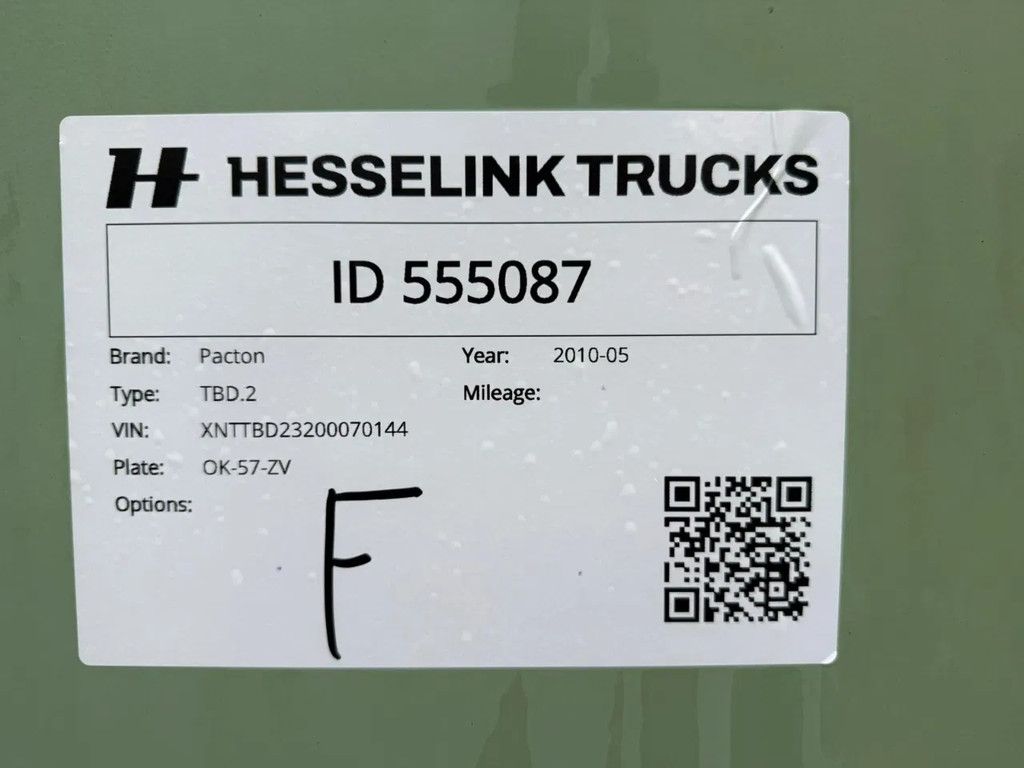 H HESSELINK TRUCKS
ID 555087
Brand: Pacton Year: 2010-05
Type: TBD.2 Mileage:
VIN: XNTTBD23200070144
Plate: OK-57-ZV
Options:
F